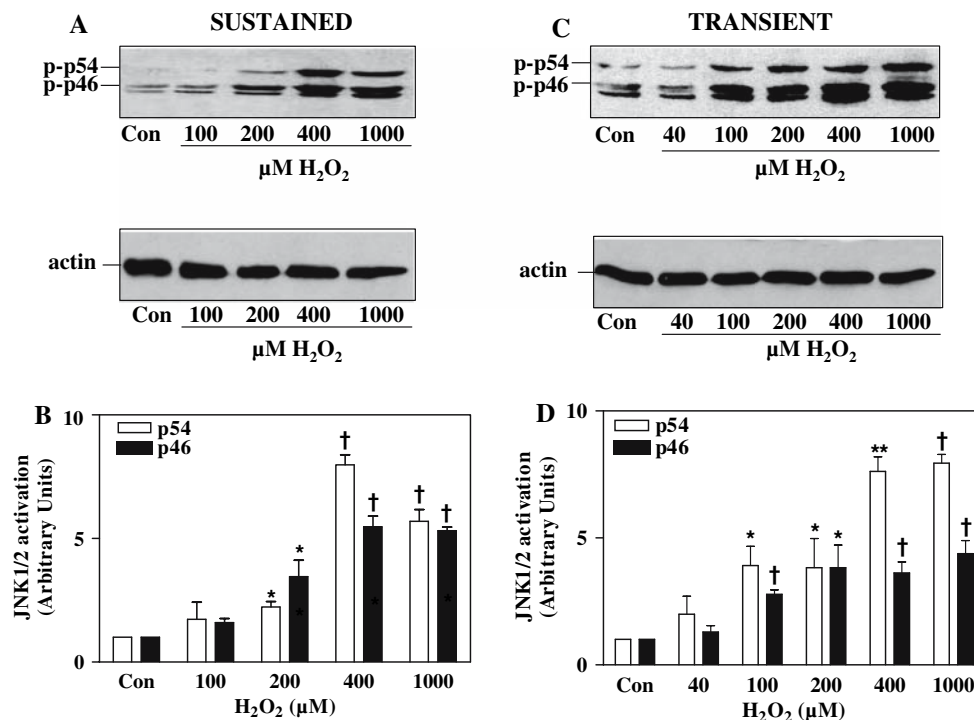 A SUSTAINED
p-p54
p-p46
Con 100 200 400 1000
µM H₂O₂
actin
Con 100 200 400 1000
µM H₂O₂
C TRANSIENT
p-p54
p-p46
Con 40 100 200 400 1000
µM H₂O₂
actin
Con 40 100 200 400 1000
µM H₂O₂
B
JNK1/2 activation
(Arbitrary Units)
10
5
0
p54
p46
* * † † † †
* * *
Con 100 200 400 1000
H₂O₂ (µM)
D
JNK1/2 activation
(Arbitrary Units)
10
5
0
p54
p46
* † * * ** † † †
Con 40 100 200 400 1000
H₂O₂ (µM)